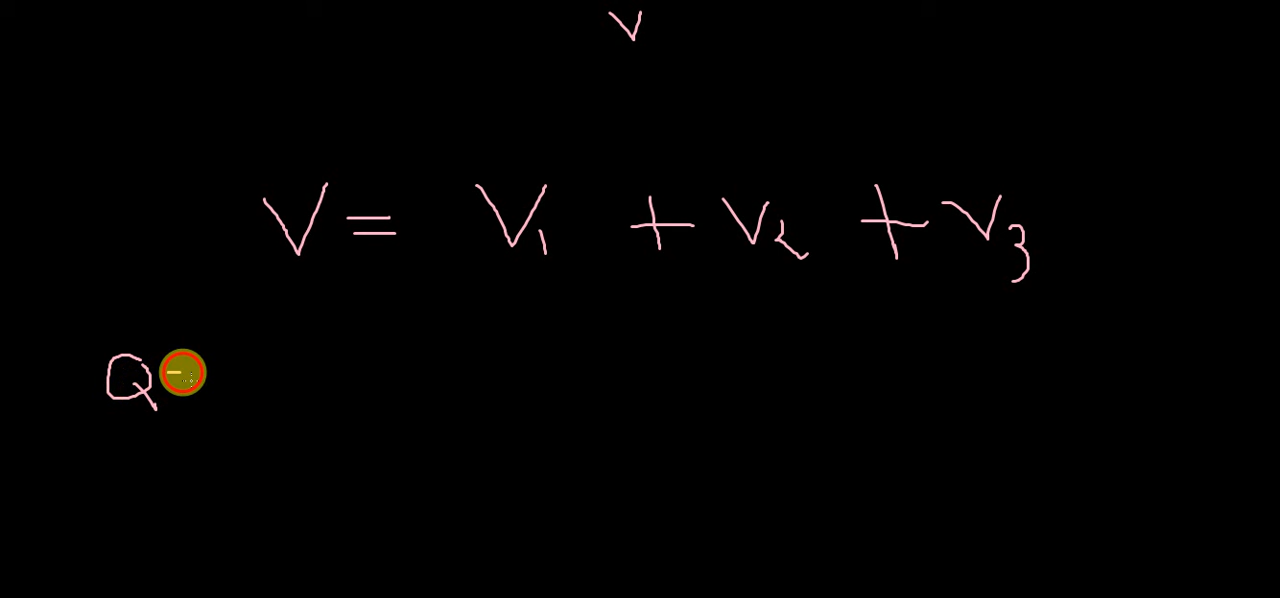 V
V = V₁ + V₂ + V₃
Q -